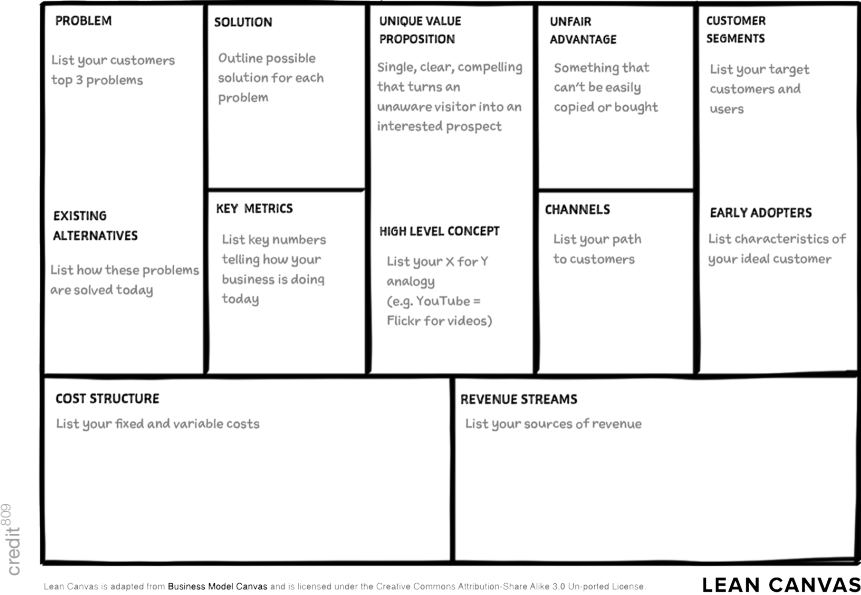 PROBLEM
List your customers
top 3 problems
EXISTING
ALTERNATIVES
List how these problems
are solved today
SOLUTION
Outline possible
solution for each
problem
KEY METRICS
List key numbers
telling how your
business is doing
today
UNIQUE VALUE
PROPOSITION
Single, clear, compelling
that turns an
unaware visitor into an
interested prospect
HIGH LEVEL CONCEPT
List your X for Y
analogy
(e.g. YouTube =
Flickr for videos)
UNFAIR
ADVANTAGE
Something that
can't be easily
copied or bought
CHANNELS
List your path
to customers
CUSTOMER
SEGMENTS
List your target
customers and
users
EARLY ADOPTERS
List characteristics of
your ideal customer
COST STRUCTURE
List your fixed and variable costs
REVENUE STREAMS
List your sources of revenue
credit809
Lean Canvas is adapted from Business Model Canvas and is licensed under the Creative Commons Attribution-Share Alike 3.0 Un-ported License.
LEAN CANVAS